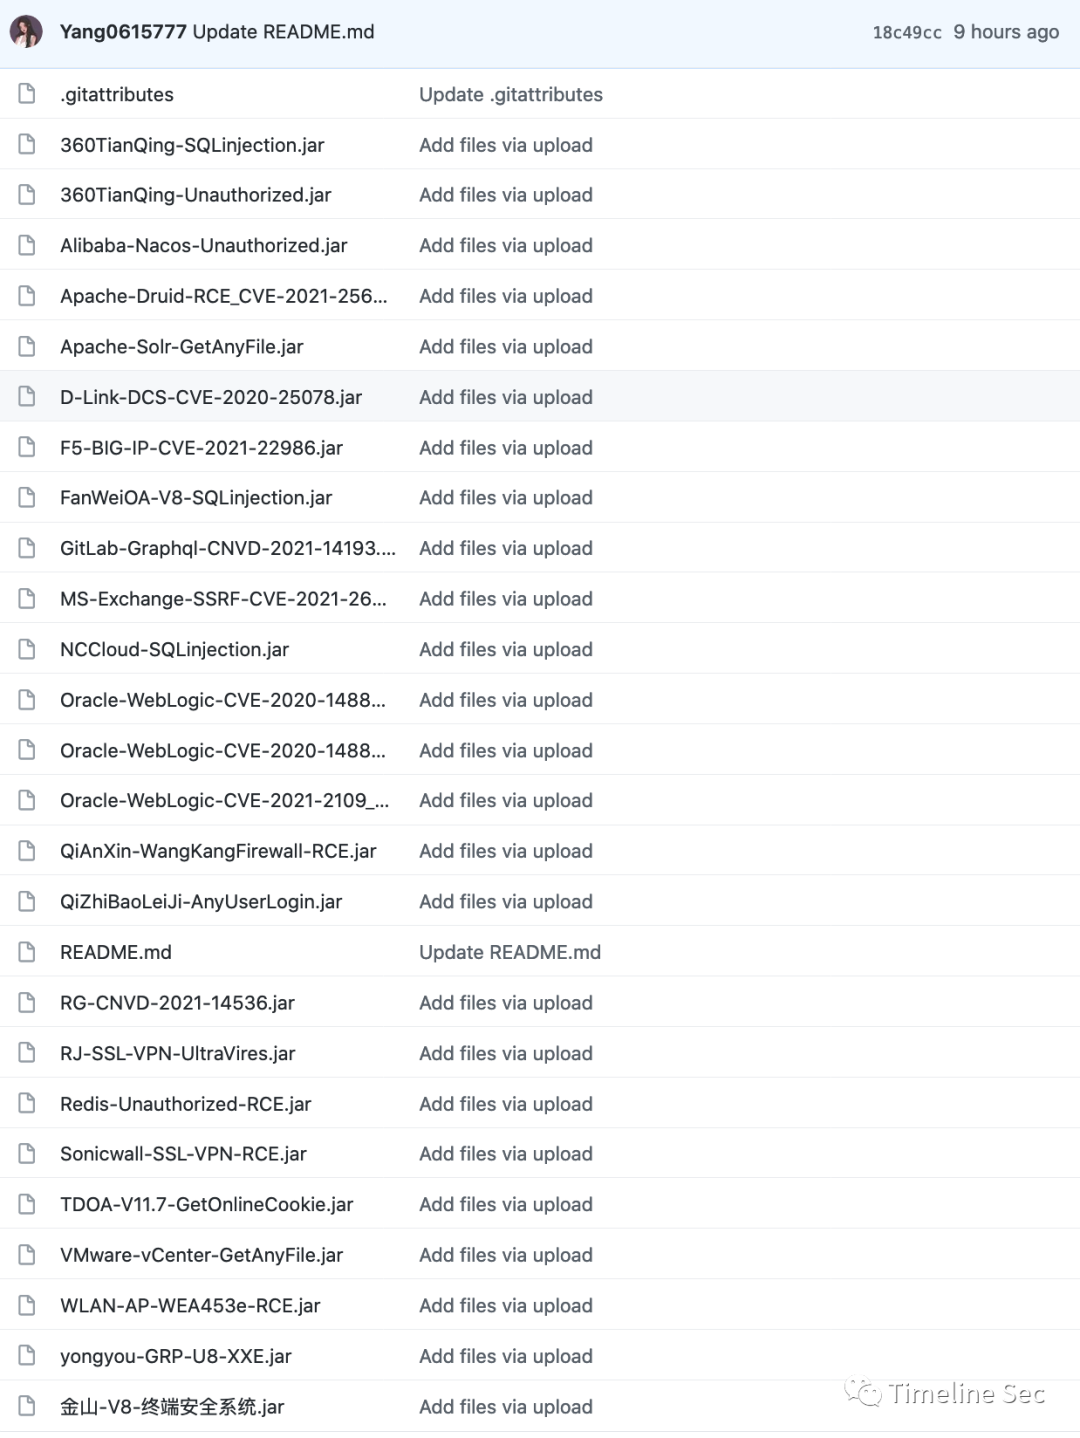 Yang0615777 Update README.md 18c49cc 9 hours ago
.gitattributes Update .gitattributes
360TianQing-SQLinjection.jar Add files via upload
360TianQing-Unauthorized.jar Add files via upload
Alibaba-Nacos-Unauthorized.jar Add files via upload
Apache-Druid-RCE_CVE-2021-256... Add files via upload
Apache-Solr-GetAnyFile.jar Add files via upload
D-Link-DCS-CVE-2020-25078.jar Add files via upload
F5-BIG-IP-CVE-2021-22986.jar Add files via upload
FanWeiOA-V8-SQLinjection.jar Add files via upload
GitLab-Graphql-CNVD-2021-14193.... Add files via upload
MS-Exchange-SSRF-CVE-2021-26... Add files via upload
NCCloud-SQLinjection.jar Add files via upload
Oracle-WebLogic-CVE-2020-1488... Add files via upload
Oracle-WebLogic-CVE-2020-1488... Add files via upload
Oracle-WebLogic-CVE-2021-2109_... Add files via upload
QiAnXin-WangKangFirewall-RCE.jar Add files via upload
QiZhiBaoLeiJi-AnyUserLogin.jar Add files via upload
README.md Update README.md
RG-CNVD-2021-14536.jar Add files via upload
RJ-SSL-VPN-UltraVires.jar Add files via upload
Redis-Unauthorized-RCE.jar Add files via upload
Sonicwall-SSL-VPN-RCE.jar Add files via upload
TDOA-V11.7-GetOnlineCookie.jar Add files via upload
VMware-vCenter-GetAnyFile.jar Add files via upload
WLAN-AP-WEA453e-RCE.jar Add files via upload
yongyou-GRP-U8-XXE.jar Add files via upload
金山-V8-终端安全系统.jar Add files via upload
Timeline Sec